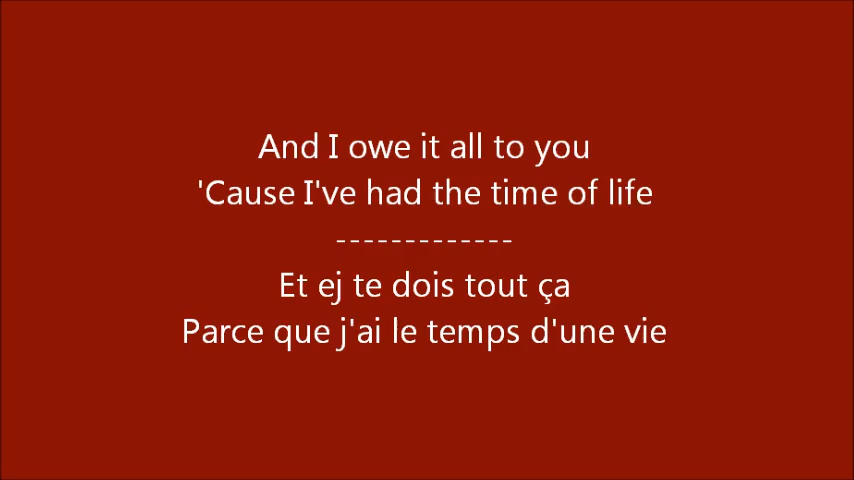 And I owe it all to you
'Cause I've had the time of life
-------------
Et ej te dois tout ça
Parce que j'ai le temps d'une vie